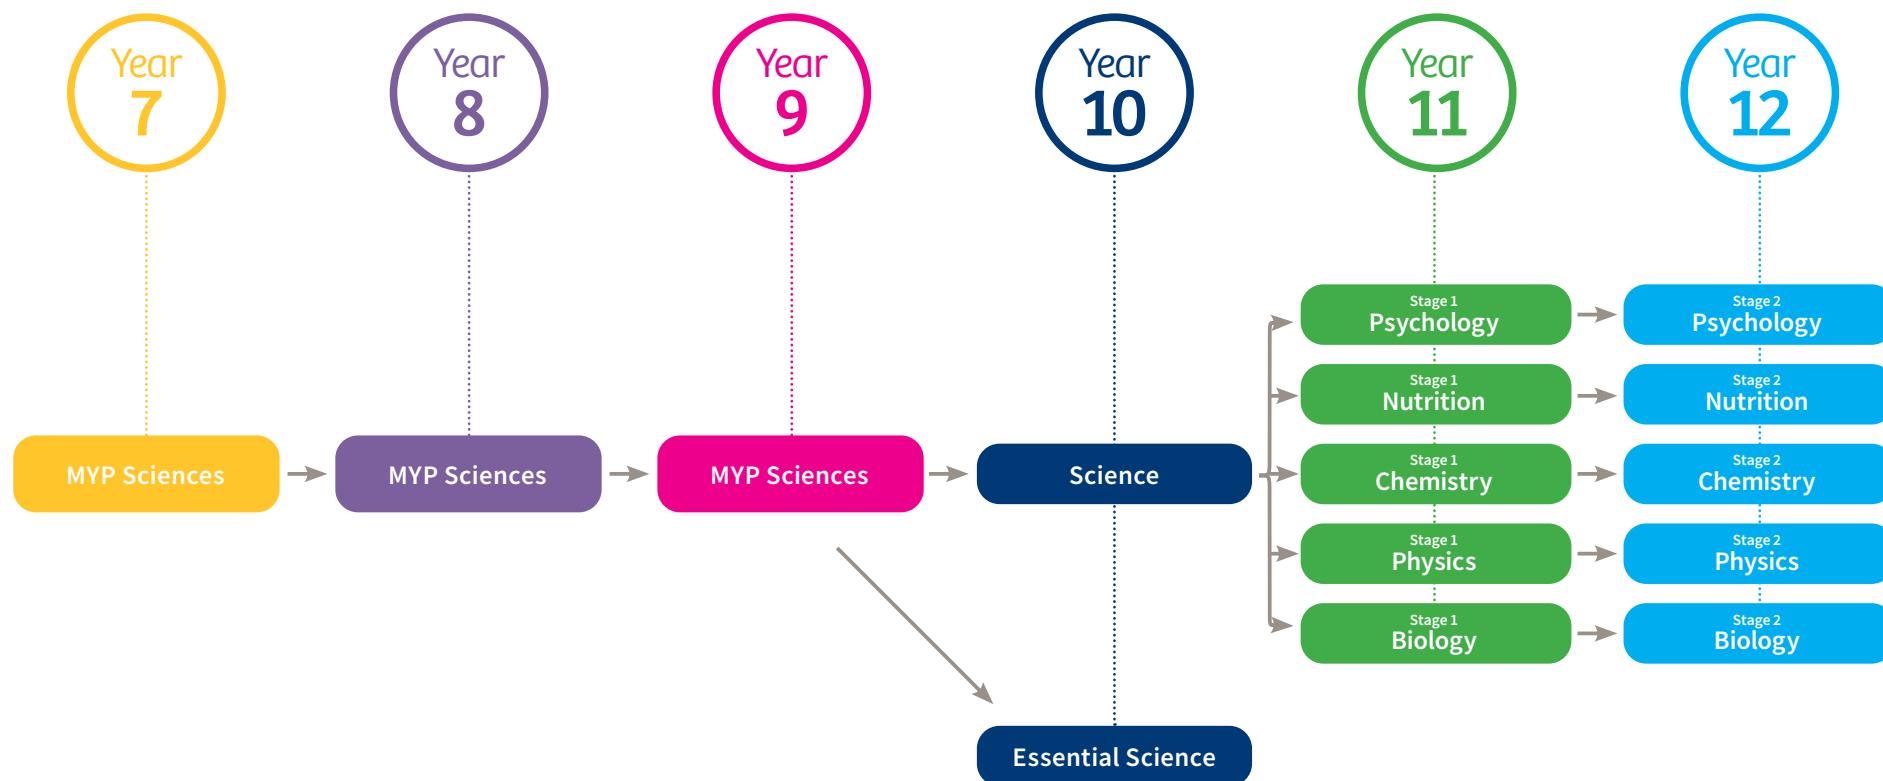 Year
7
Year
8
Year
9
Year
10
Year
11
Year
12
MYP Sciences
MYP Sciences
MYP Sciences
Science
Essential Science
Stage 1
Psychology
Stage 1
Nutrition
Stage 1
Chemistry
Stage 1
Physics
Stage 1
Biology
Stage 2
Psychology
Stage 2
Nutrition
Stage 2
Chemistry
Stage 2
Physics
Stage 2
Biology